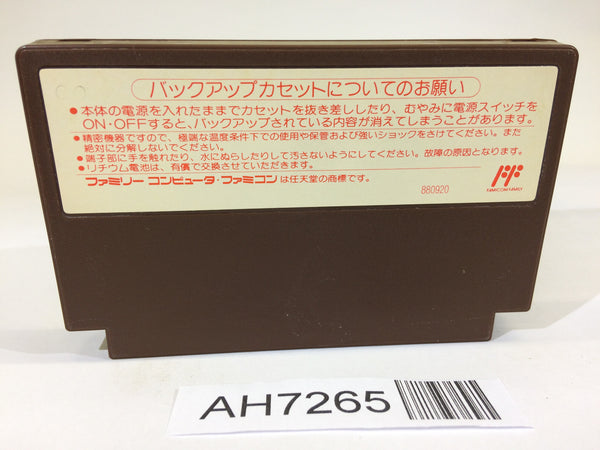 バックアップカセットについてのお願い
●本体の電源を入れたままでカセットを抜き差ししたり、むやみに電源スイッチを
ON・OFFすると、バックアップされている内容が消えてしまうことがあります。
●精密機器ですので、極端な温度条件下での使用や保管および強いショックをさけてください。また
絶対に分解しないでください。
●端子部に手を触れたり、水にぬらしたりして汚さないようにしてください。故障の原因となります。
●リチウム電池は、有償で交換させていただきます。
ファミリーコンピュータ・ファミコンは任天堂の商標です。
880920
FAMICOM FAMILY
AH7265